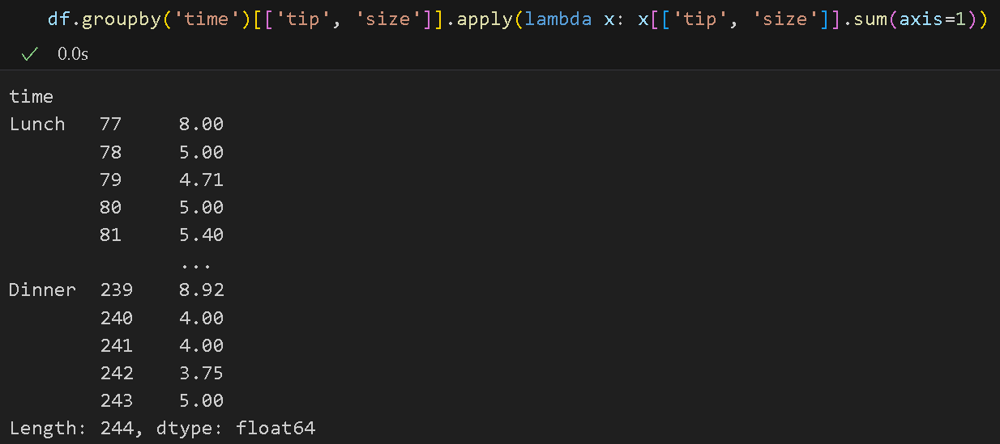 df.groupby('time')[['tip', 'size']].apply(lambda x: x[['tip', 'size']].sum(axis=1))
✓ 0.0s
time
Lunch 77 8.00
78 5.00
79 4.71
80 5.00
81 5.40
...
Dinner 239 8.92
240 4.00
241 4.00
242 3.75
243 5.00
Length: 244, dtype: float64